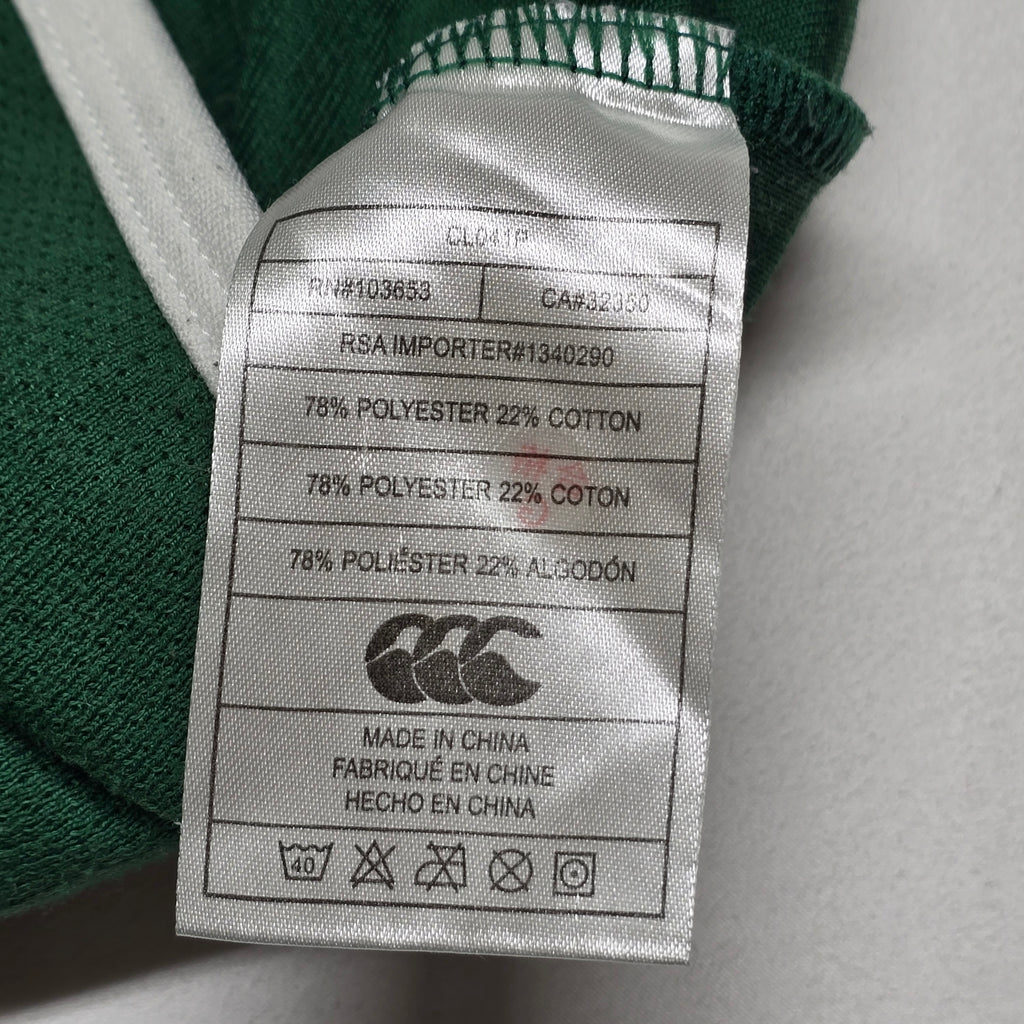 CL041P
RN#103653 CA#32350
RSA IMPORTER#1340290
78% POLYESTER 22% COTTON
78% POLYESTER 22% COTON
78% POLIÉSTER 22% ALGODÓN
MADE IN CHINA
FABRIQUÉ EN CHINE
HECHO EN CHINA
40